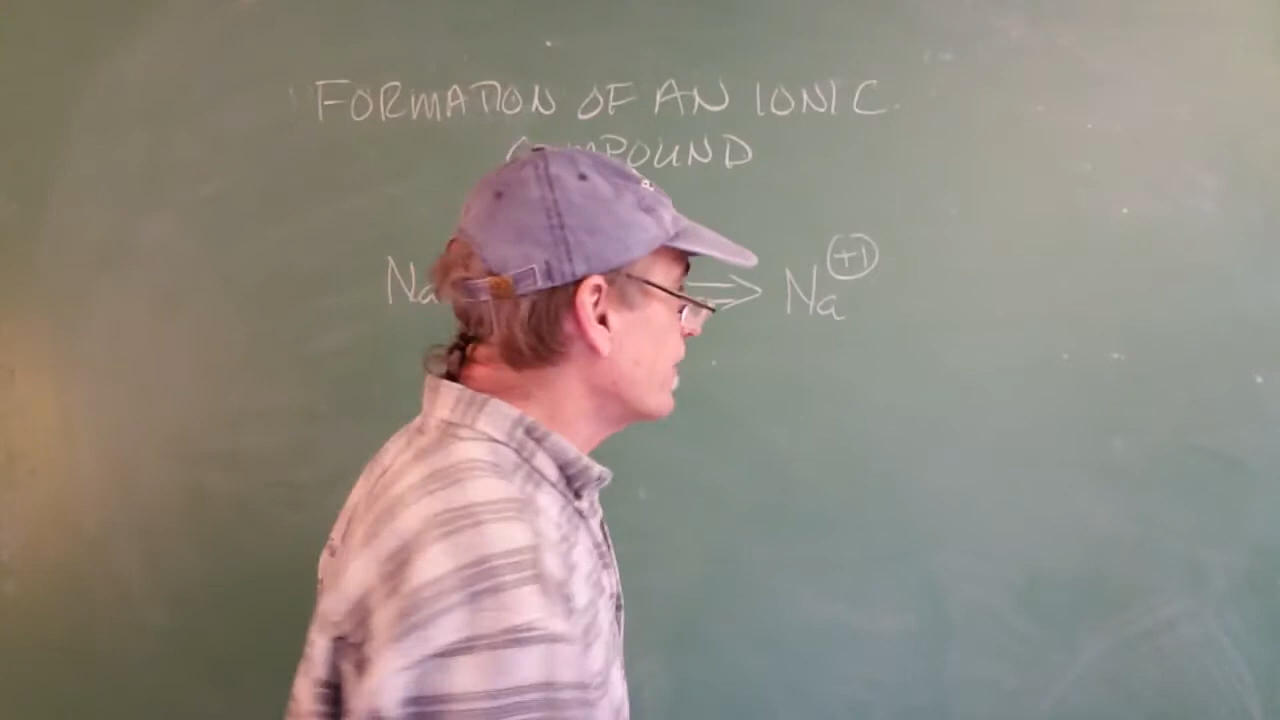 FORMATION OF AN IONIC
COMPOUND
Na ⇒ Na +1